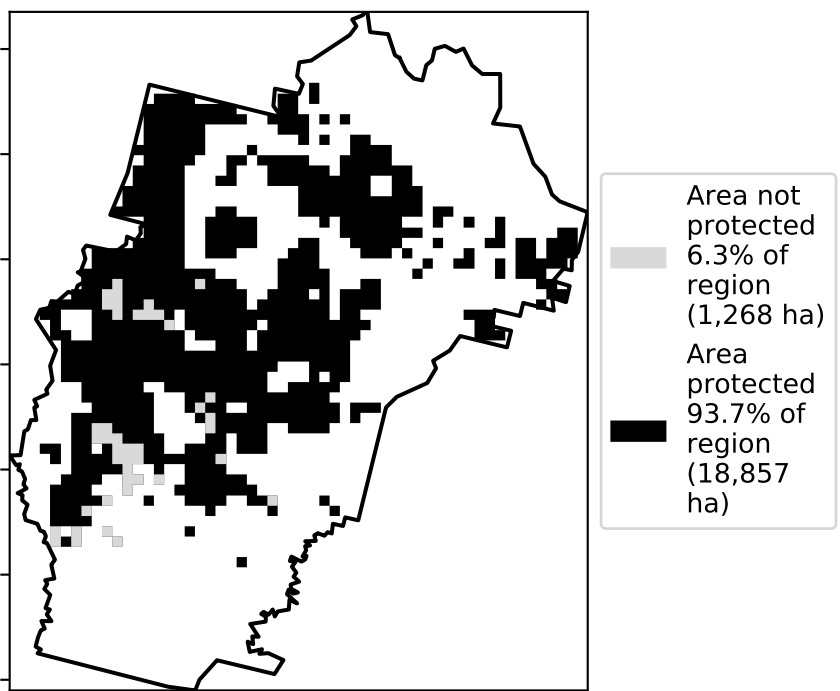 Area not
protected
6.3% of
region
(1,268 ha)
Area
protected
93.7% of
region
(18,857
ha)